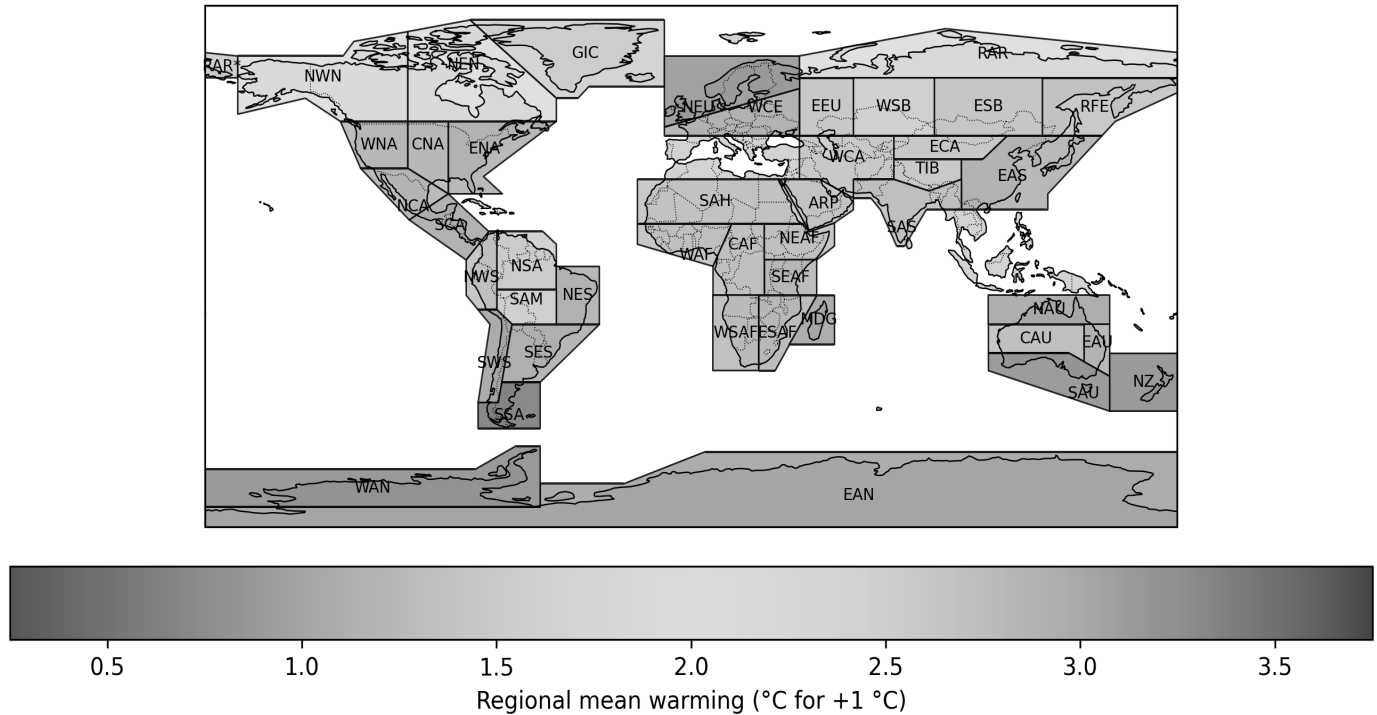 GIC
RAR
RAR*
NWN
NEN
NEU
WCE
EEU
WSB
ESB
RFE
WNA
CNA
ENA
WCA
ECA
TIB
EAS
NCA
SCA
SAH
ARP
SAS
WAF
CAF
NEAF
NWS
NSA
SEAF
SAM
NES
WSAF
ESAF
MDG
NAU
CAU
EAU
SWS
SES
SAU
NZ
SSA
WAN
EAN
0.5 1.0 1.5 2.0 2.5 3.0 3.5
Regional mean warming (°C for +1 °C)